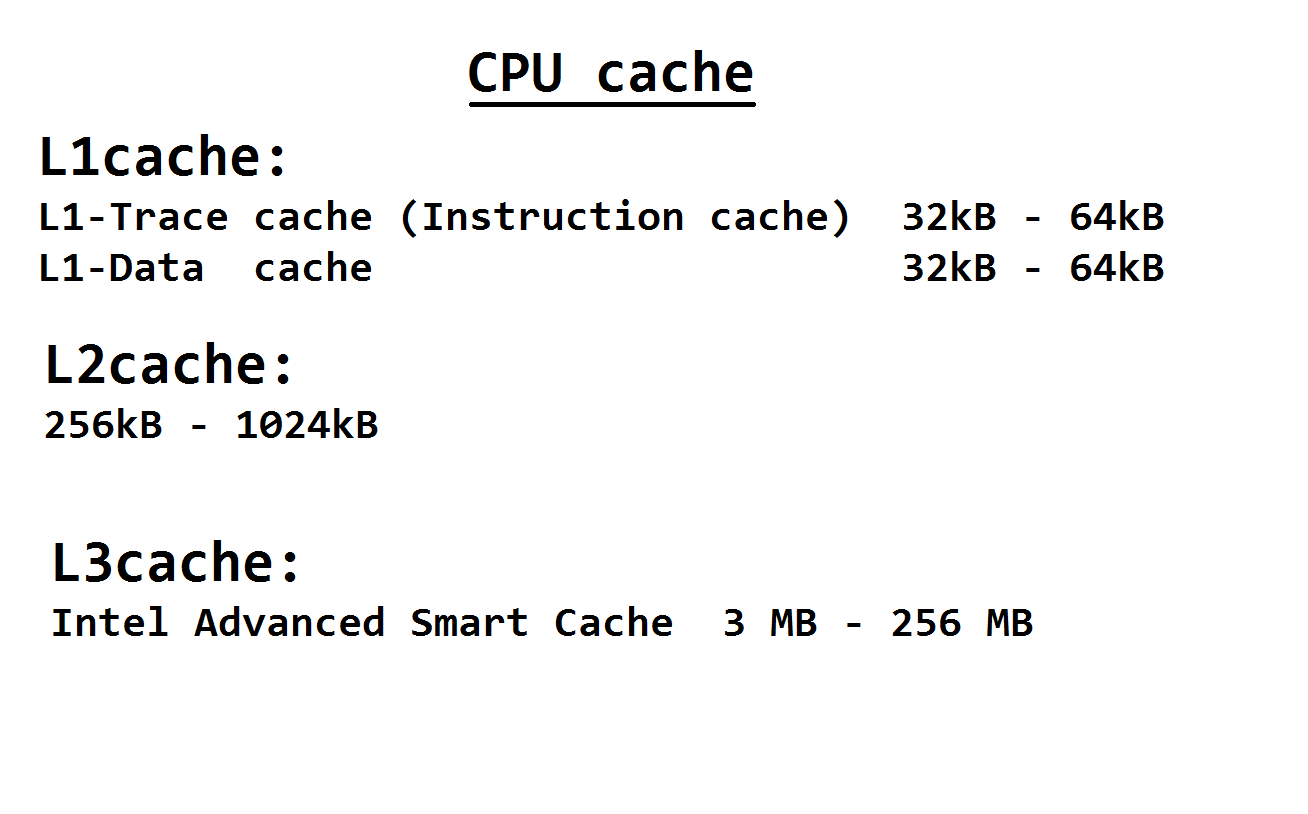 CPU cache
L1cache:
L1-Trace cache (Instruction cache)  32kB - 64kB
L1-Data  cache                      32kB - 64kB
L2cache:
256kB - 1024kB
L3cache:
Intel Advanced Smart Cache  3 MB - 256 MB